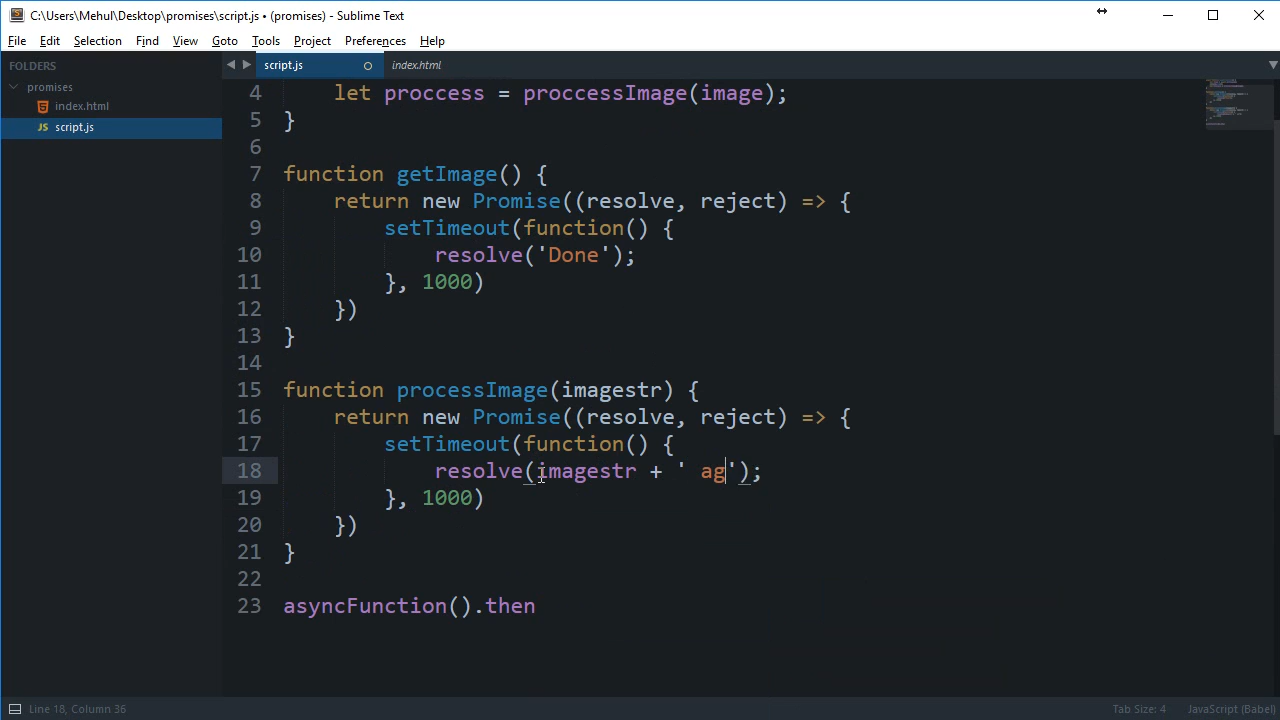 C:\Users\Mehul\Desktop\promises\script.js • (promises) - Sublime Text
File Edit Selection Find View Goto Tools Project Preferences Help
FOLDERS
promises
index.html
JS script.js
script.js index.html
4 let proccess = proccessImage(image);
5 }
6
7 function getImage() {
8 return new Promise((resolve, reject) => {
9 setTimeout(function() {
10 resolve('Done');
11 }, 1000)
12 })
13 }
14
15 function processImage(imagestr) {
16 return new Promise((resolve, reject) => {
17 setTimeout(function() {
18 resolve(imagestr + ' ag');
19 }, 1000)
20 })
21 }
22
23 asyncFunction().then
Line 18, Column 36 Tab Size: 4 JavaScript (Babel)